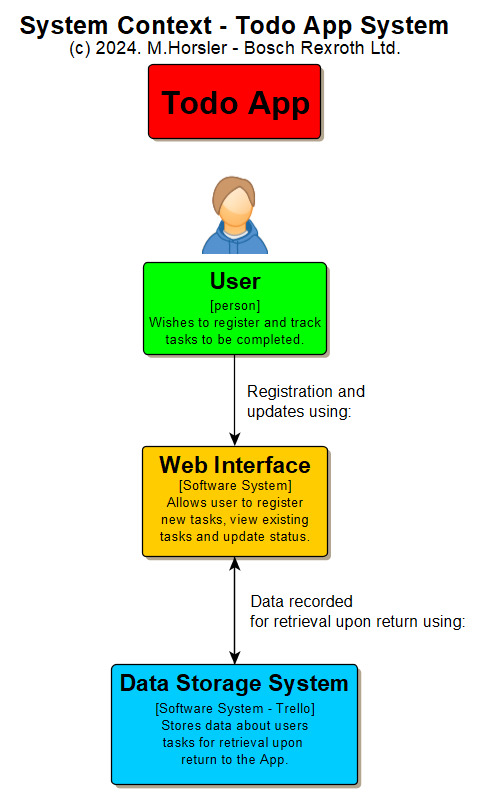 System Context - Todo App System
(c) 2024. M.Horsler - Bosch Rexroth Ltd.
Todo App
User
[person]
Wishes to register and track
tasks to be completed.
Registration and
updates using:
Web Interface
[Software System]
Allows user to register
new tasks, view existing
tasks and update status.
Data recorded
for retrieval upon return using:
Data Storage System
[Software System - Trello]
Stores data about users
tasks for retrieval upon
return to the App.